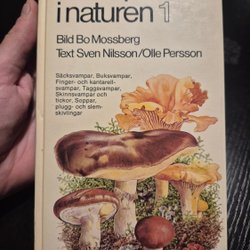 i naturen 1
Bild Bo Mossberg
Text Sven Nilsson/Olle Persson
Säcksvampar, Buksvampar,
Finger- och kantarell-
svampar, Taggsvampar,
Skinnsvampar och
tickor, Soppar,
plugg- och slem-
skivlingar